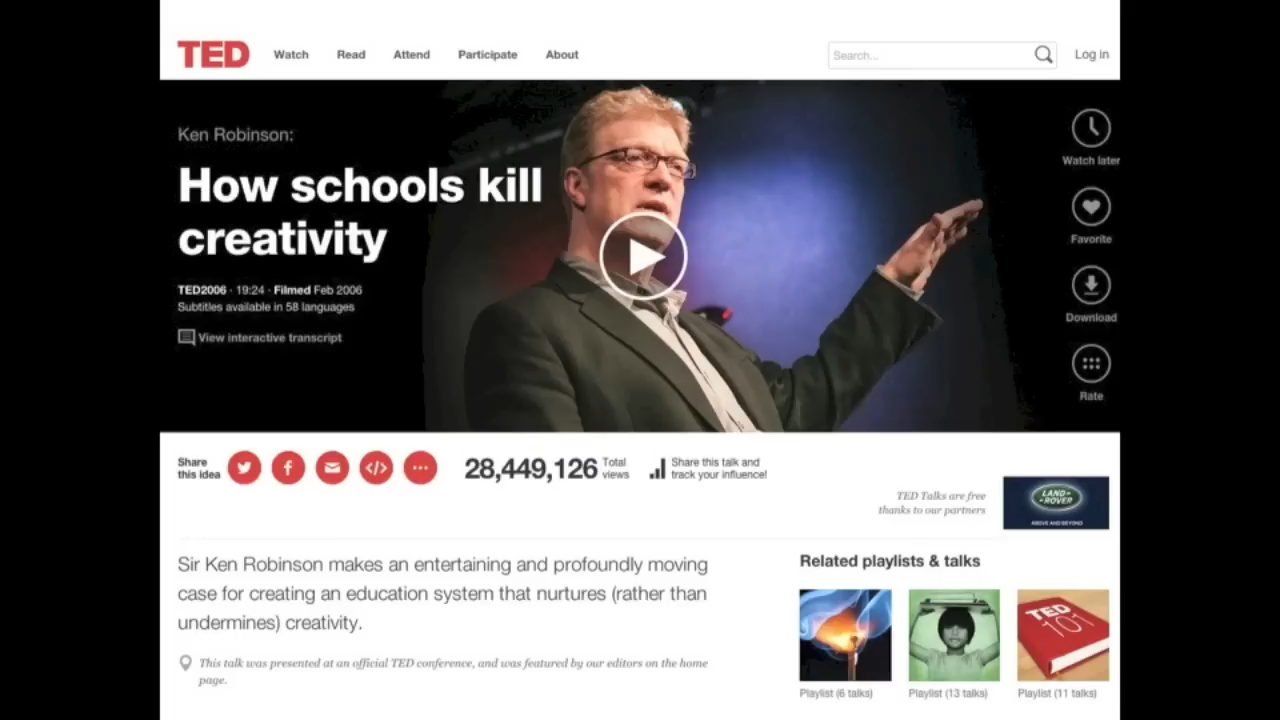 TED
Watch
Read
Attend
Participate
About
Search...
Log in
Ken Robinson:
How schools kill
creativity
TED2006 · 19:24 · Filmed Feb 2006
Subtitles available in 58 languages
View interactive transcript
Watch later
Favorite
Download
Rate
Share
this idea
28,449,126
Total
views
Share this talk and
track your influence!
TED Talks are free
thanks to our partners
LAND-
ROVER
ABOVE AND BEYOND
Sir Ken Robinson makes an entertaining and profoundly moving
case for creating an education system that nurtures (rather than
undermines) creativity.
This talk was presented at an official TED conference, and was featured by our editors on the home
page.
Related playlists & talks
TED
101
Playlist (6 talks)
Playlist (13 talks)
Playlist (11 talks)